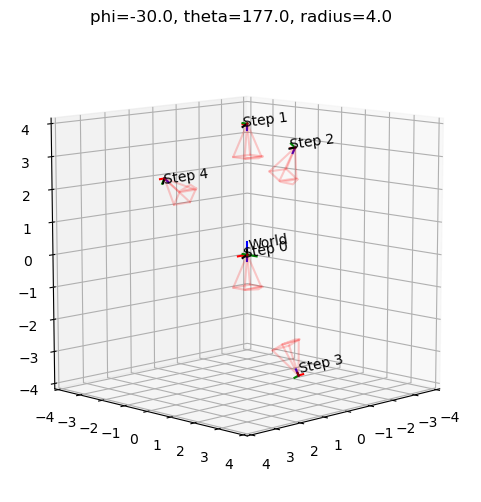 phi=-30.0, theta=177.0, radius=4.0
4
3
2
1
0
−1
−2
−3
−4
Step 1
Step 2
Step 4
World
Step 0
Step 3
−4 −3 −2 −1 0 1 2 3 4
4 3 2 1 0 −1 −2 −3 −4